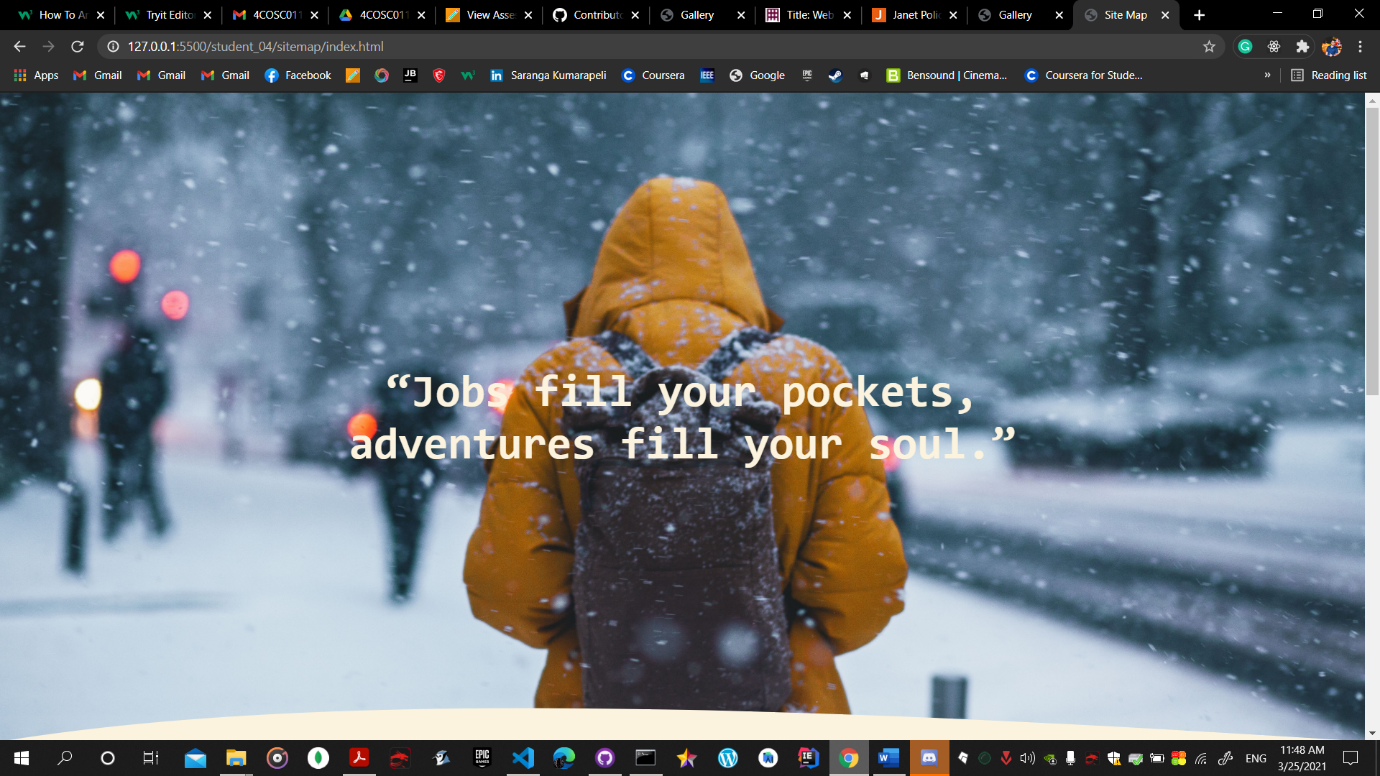 How To Ar
Tryit Edito
4COSC011
4COSC011
View Asse
Contributo
Gallery
Title: Web
Janet Polic
Gallery
Site Map
127.0.0.1:5500/student_04/sitemap/index.html
Apps
Gmail
Gmail
Gmail
Facebook
JB
Saranga Kumarapeli
Coursera
IEEE
Google
EPIC
Bensound | Cinema...
Coursera for Stude...
»
Reading list
“Jobs fill your pockets,
adventures fill your soul.”
EPIC
GAMES
ENG
11:48 AM
3/25/2021